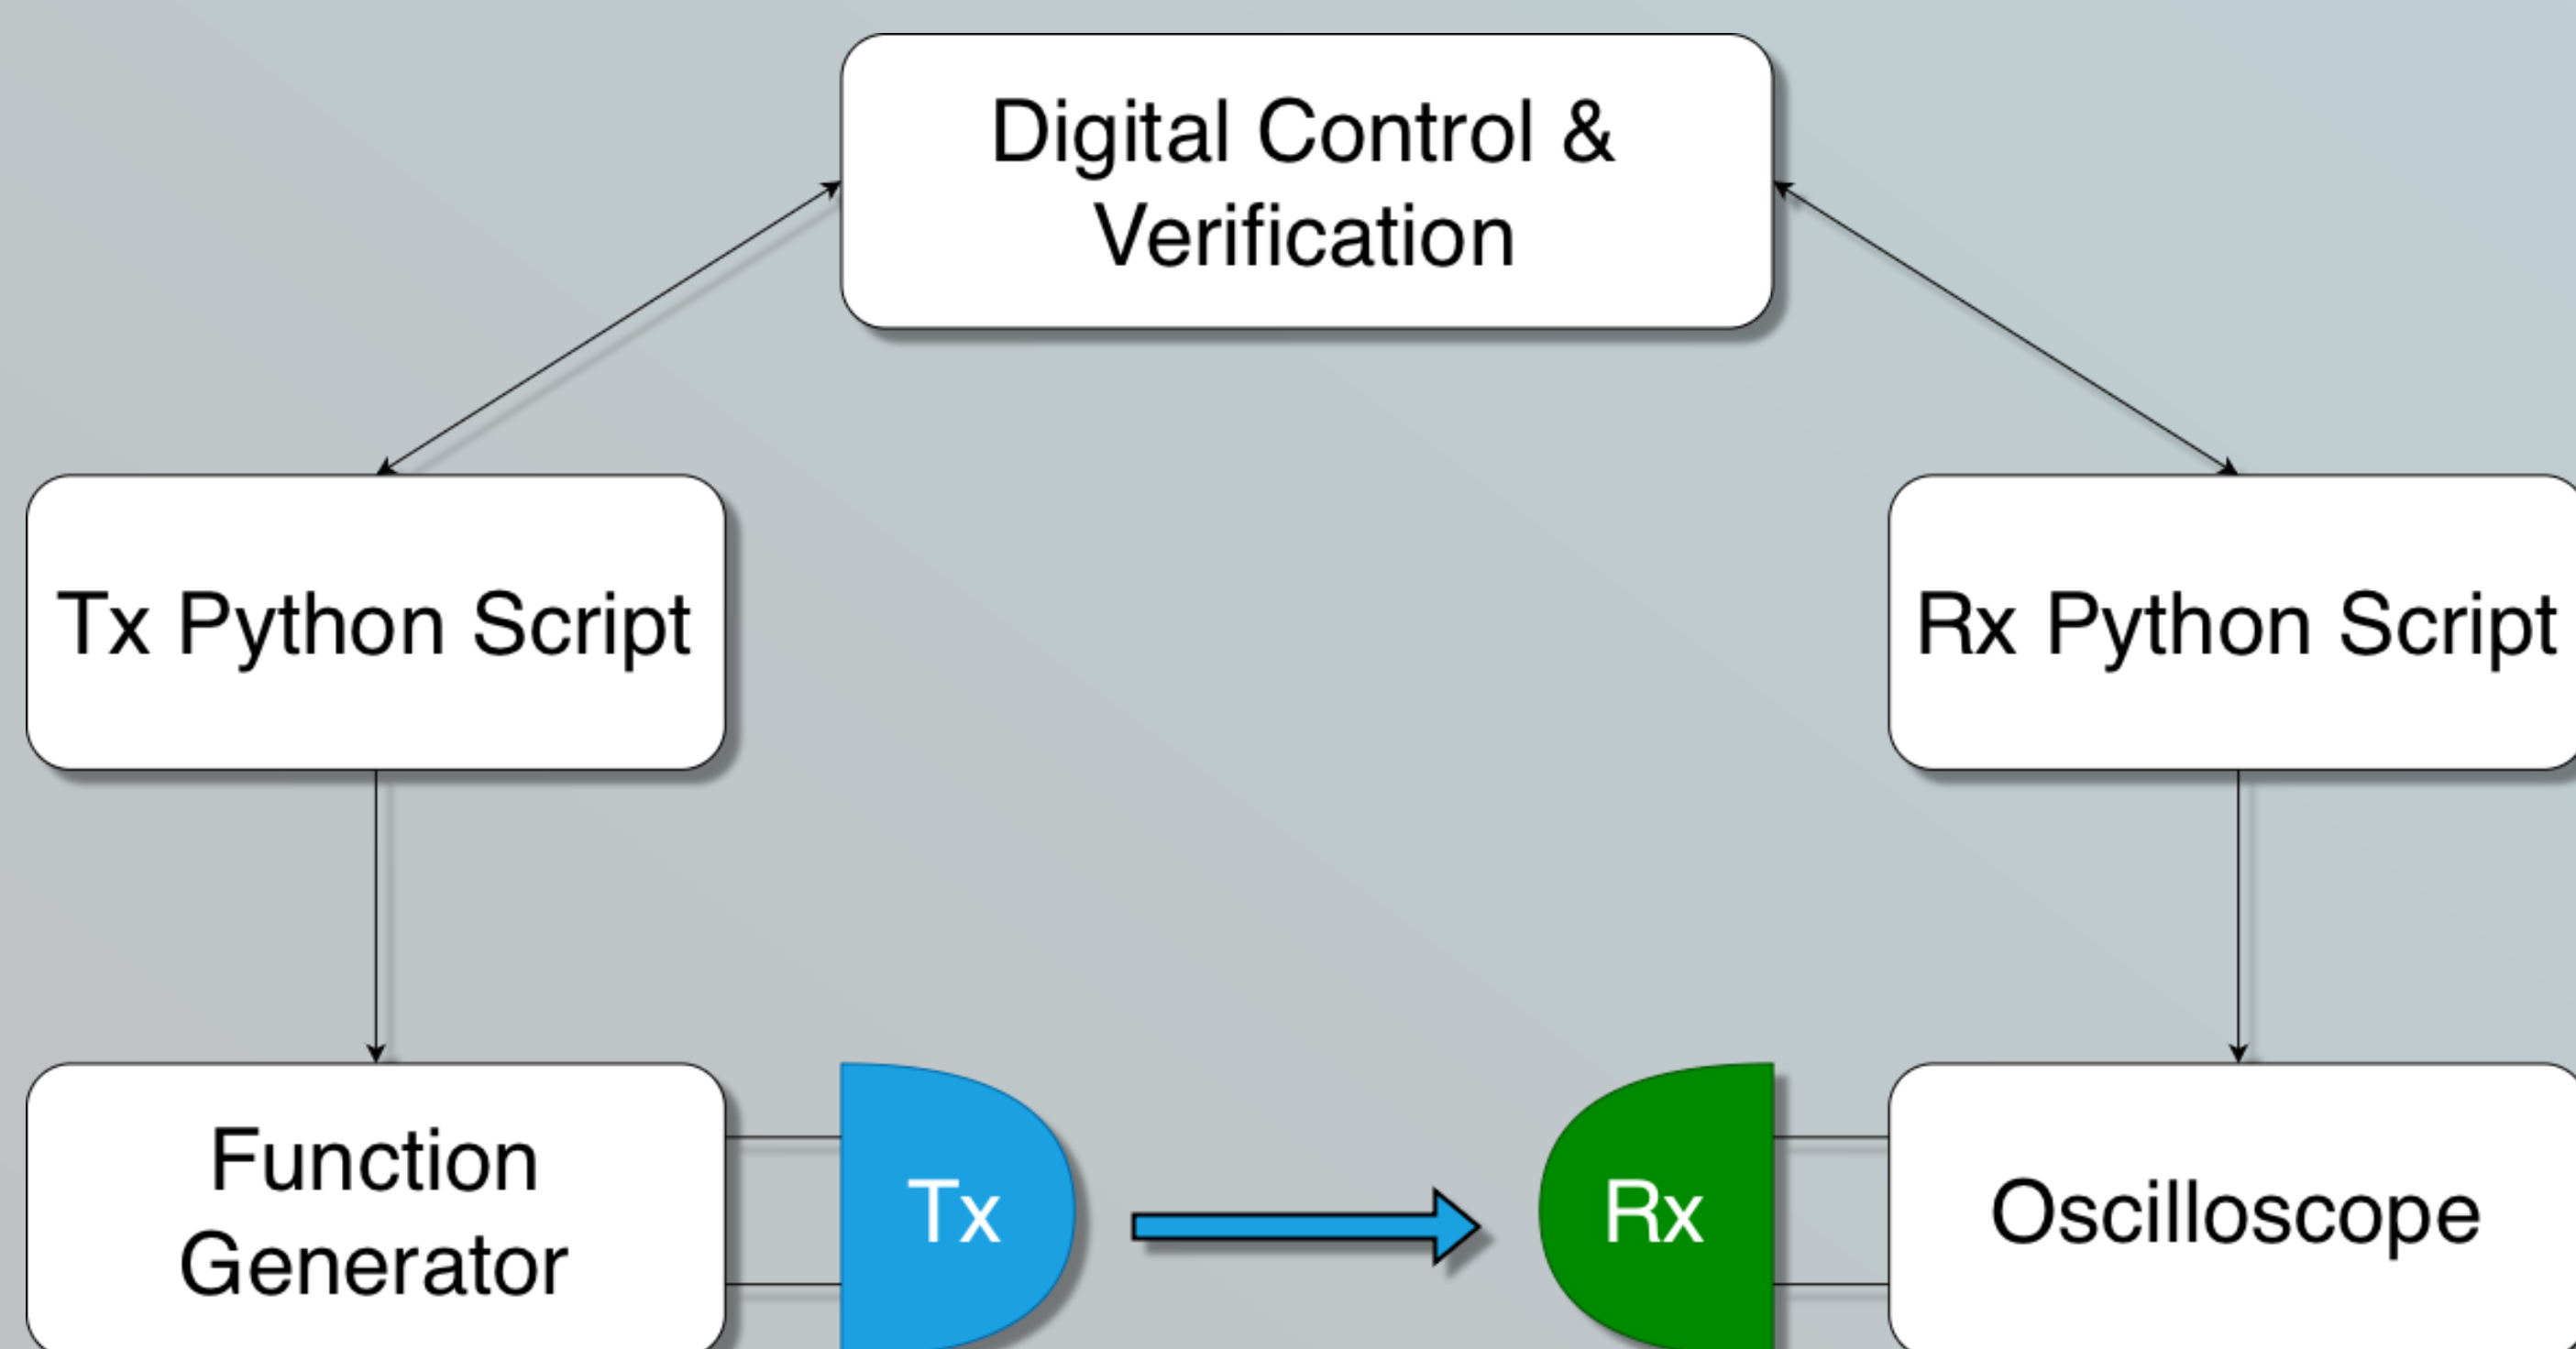 Digital Control &
Verification
Tx Python Script
Rx Python Script
Function
Generator
Tx
Rx
Oscilloscope